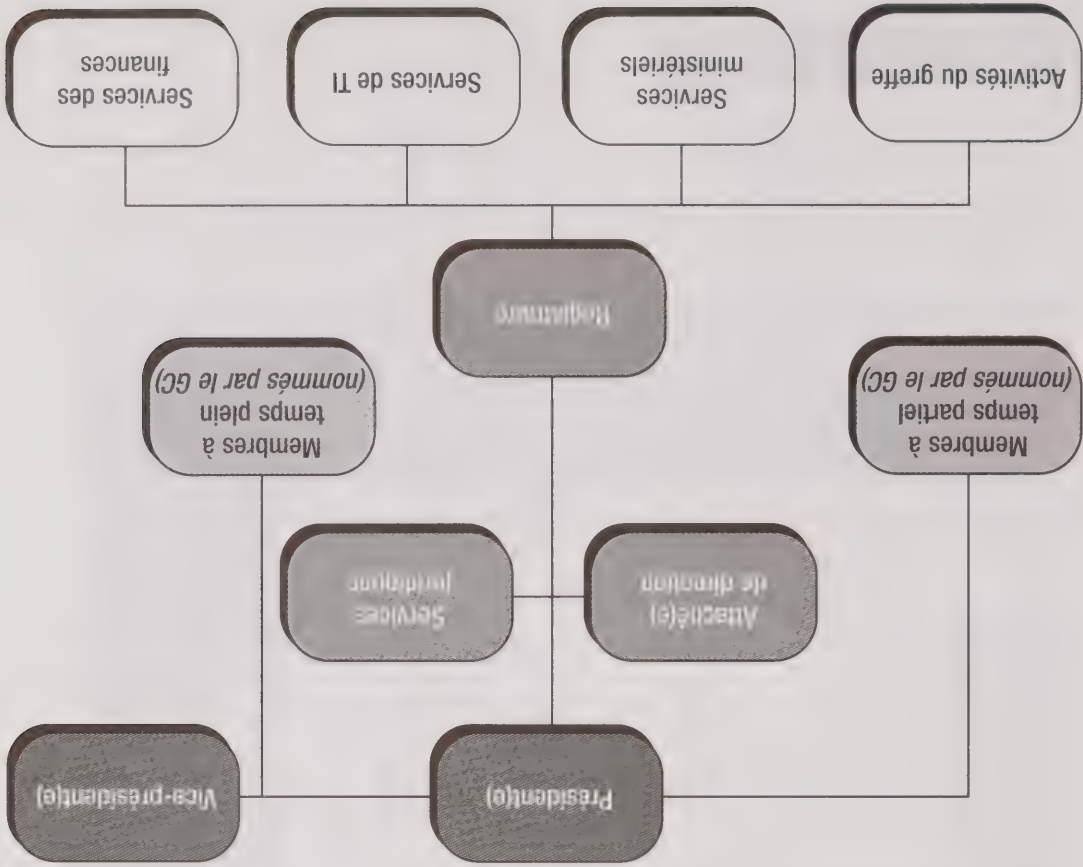 Président(e)
Vice-président(e)
Attaché(e)
de direction
Services
juridiques
Membres à
temps partiel
(nommés par le GC)
Membres à
temps plein
(nommés par le GC)
Registraire
Activités du greffe
Services
ministériels
Services de TI
Services des
finances